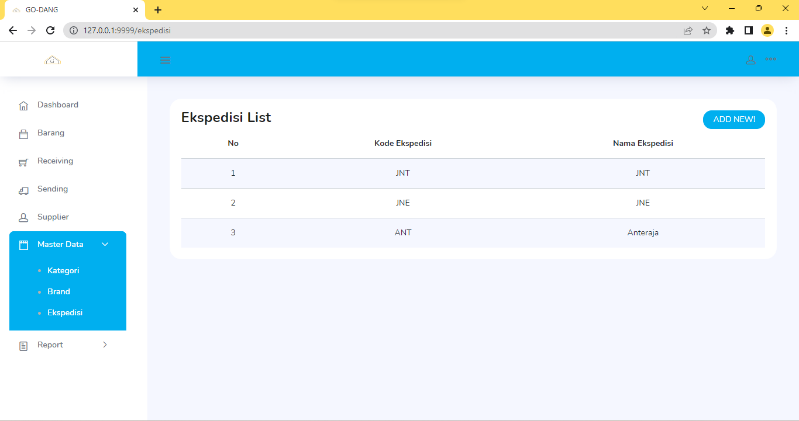 GO-DANG
127.0.0.1:9999/ekspedisi
Dashboard
Barang
Receiving
Sending
Supplier
Master Data
Kategori
Brand
Ekspedisi
Report
Ekspedisi List
ADD NEW!
No Kode Ekspedisi Nama Ekspedisi
1 JNT JNT
2 JNE JNE
3 ANT Anteraja